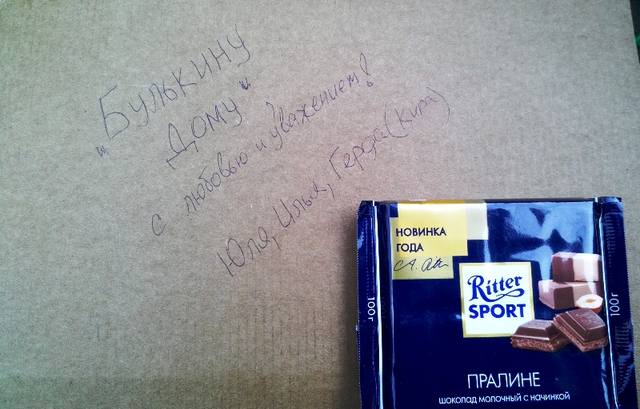 "БУЛЬКИНУ
ДОМУ"
с любовью и уважением!
Юля, Илья, Герда (Кира)
НОВИНКА
ГОДА
100г
Ritter
SPORT
100г
ПРАЛИНЕ
ШОКОЛАД МОЛОЧНЫЙ С НАЧИНКОЙ